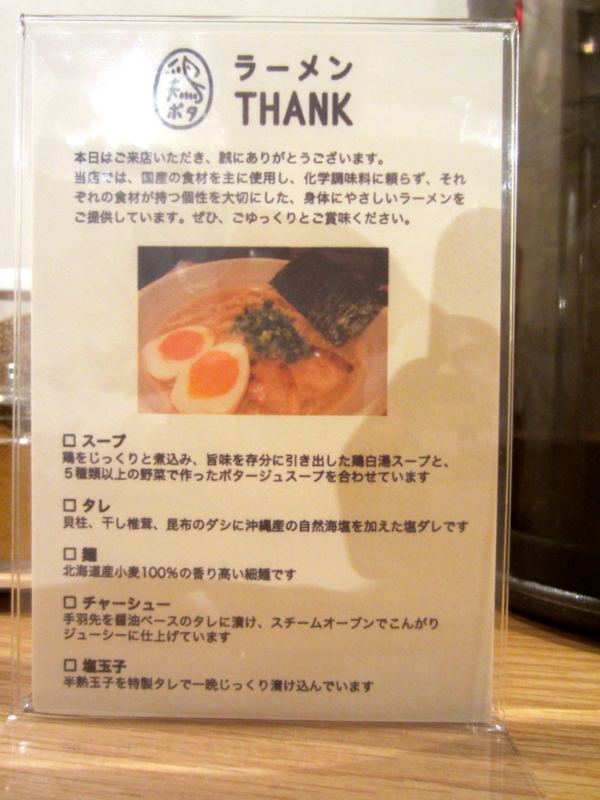 鶏ポタ
ラーメン
THANK
本日はご来店いただき、誠にありがとうございます。
当店では、国産の食材を主に使用し、化学調味料に頼らず、それ
ぞれの食材が持つ個性を大切にした、身体にやさしいラーメンを
ご提供しています。ぜひ、ごゆっくりとご賞味ください。
□ スープ
鶏をじっくりと煮込み、旨味を存分に引き出した鶏白湯スープと、
5種類以上の野菜で作ったポタージュスープを合わせています
□ タレ
貝柱、干し椎茸、昆布のダシに沖縄産の自然海塩を加えた塩ダレです
□ 麺
北海道産小麦100%の香り高い細麺です
□ チャーシュー
手羽先を醤油ベースのタレに漬け、スチームオーブンでこんがり
ジューシーに仕上げています
□ 塩玉子
半熟玉子を特製タレで一晩じっくり漬け込んでいます